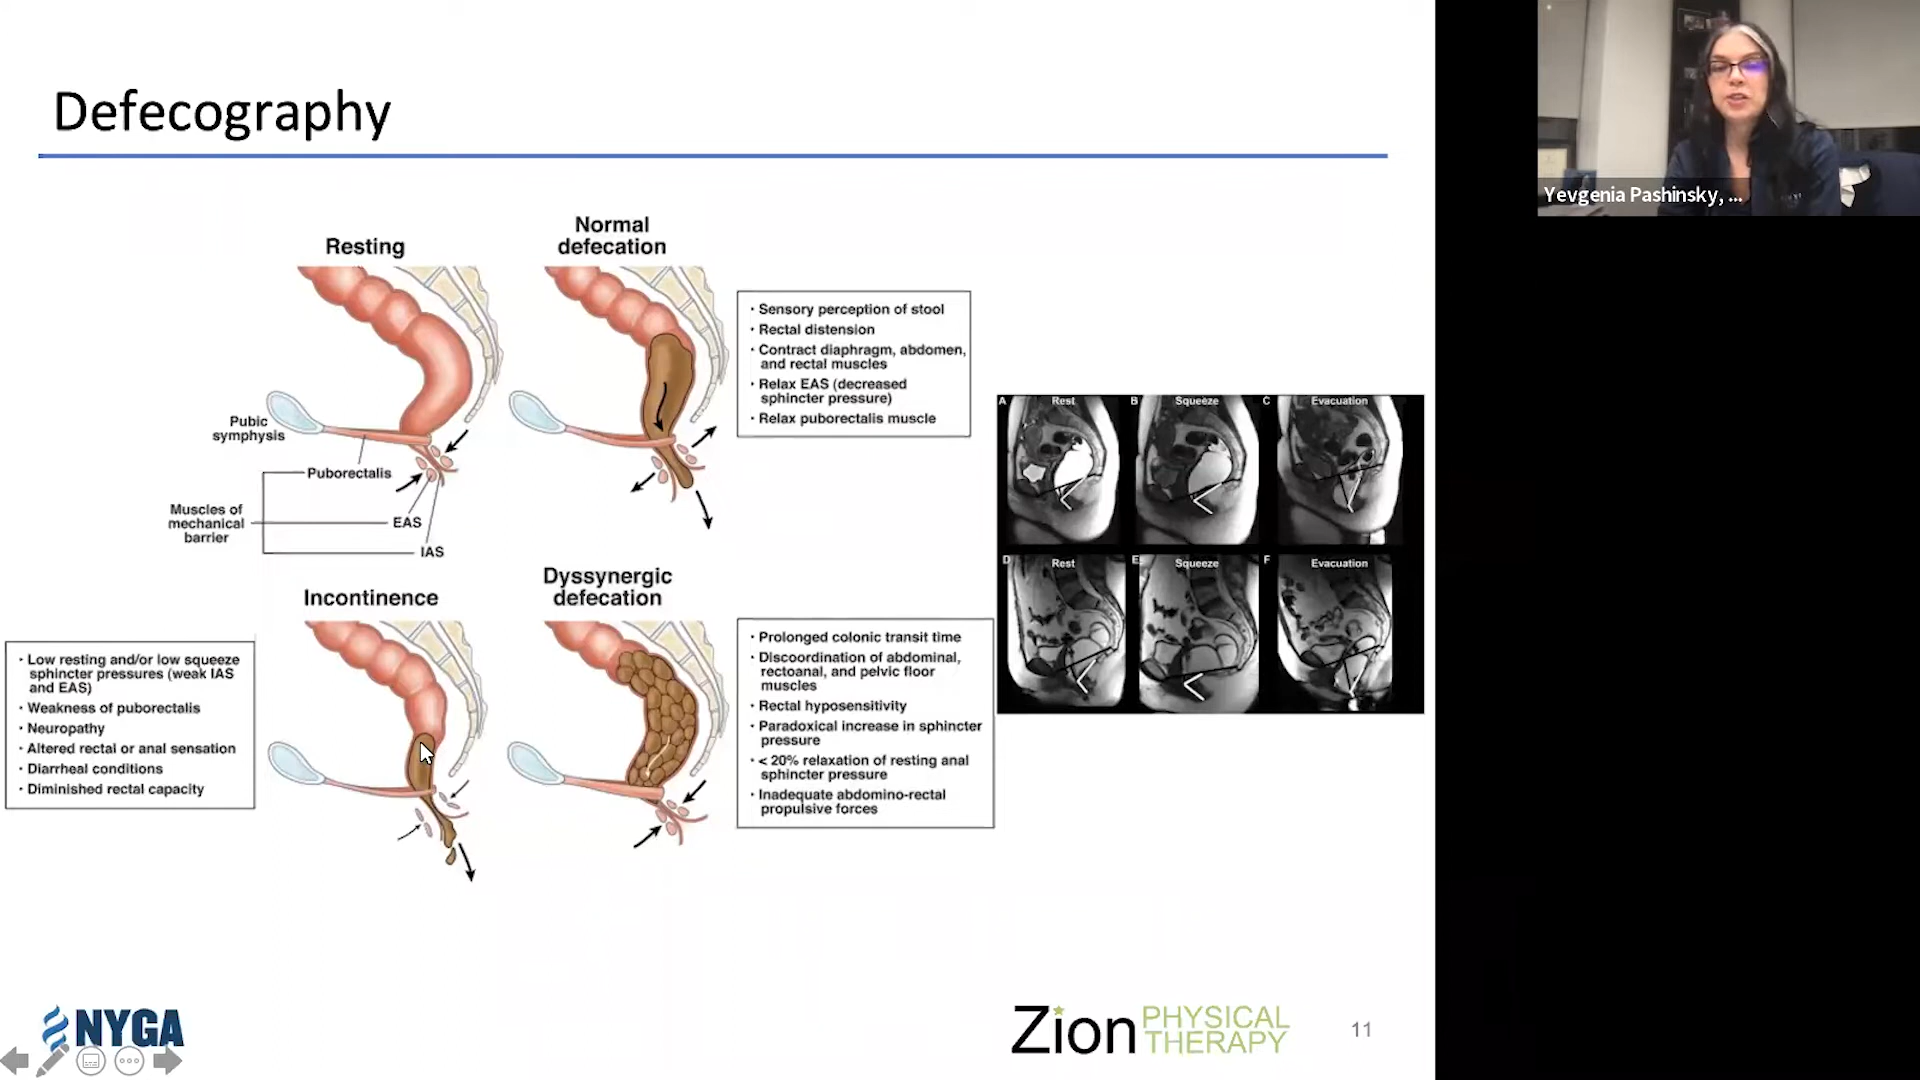 Defecography
Resting
Pubic
symphysis
Puborectalis
Muscles of
mechanical
barrier
EAS
IAS
Normal
defecation
· Sensory perception of stool
· Rectal distension
· Contract diaphragm, abdomen,
and rectal muscles
· Relax EAS (decreased
sphincter pressure)
· Relax puborectalis muscle
Incontinence
· Low resting and/or low squeeze
sphincter pressures (weak IAS
and EAS)
· Weakness of puborectalis
· Neuropathy
· Altered rectal or anal sensation
· Diarrheal conditions
· Diminished rectal capacity
Dyssynergic
defecation
· Prolonged colonic transit time
· Discoordination of abdominal,
rectoanal, and pelvic floor
muscles
· Rectal hyposensitivity
· Paradoxical increase in sphincter
pressure
· < 20% relaxation of resting anal
sphincter pressure
· Inadequate abdomino-rectal
propulsive forces
A Rest B Squeeze C Evacuation
D Rest E Squeeze F Evacuation
NYGA
Zion PHYSICAL
THERAPY
11
Yevgenia Pashinsky, ...